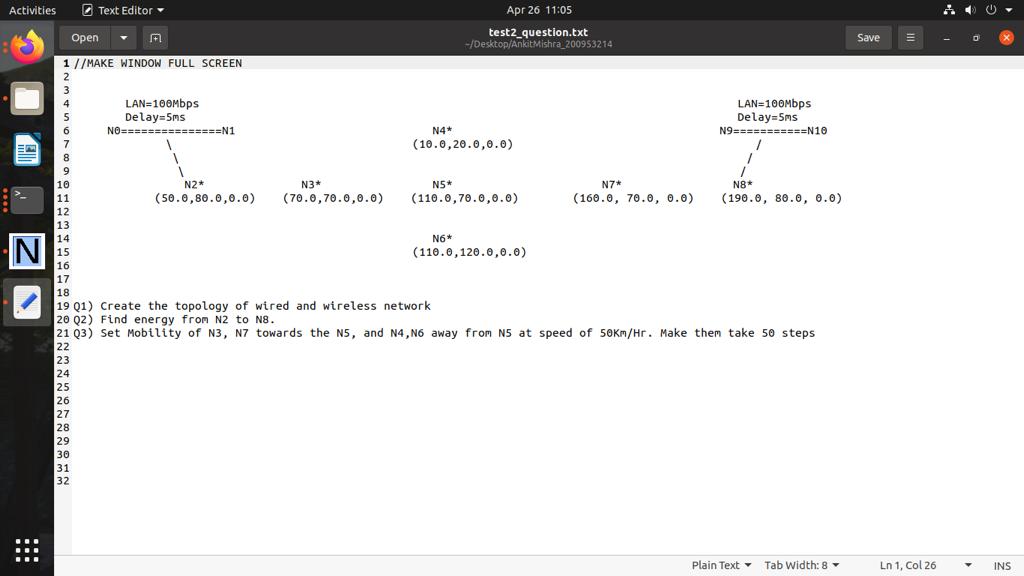 Activities Text Editor Apr 26 11:05
Open test2_question.txt Save
~/Desktop/AnkitMishra_200953214
1 //MAKE WINDOW FULL SCREEN
2
3
4 LAN=100Mbps LAN=100Mbps
5 Delay=5ms Delay=5ms
6 N0===============N1 N4* N9===========N10
7 \ (10.0,20.0,0.0) /
8 \ /
9 \ /
10 N2* N3* N5* N7* N8*
11 (50.0,80.0,0.0) (70.0,70.0,0.0) (110.0,70.0,0.0) (160.0, 70.0, 0.0) (190.0, 80.0, 0.0)
12
13
14 N6*
15 (110.0,120.0,0.0)
16
17
18
19 Q1) Create the topology of wired and wireless network
20 Q2) Find energy from N2 to N8.
21 Q3) Set Mobility of N3, N7 towards the N5, and N4,N6 away from N5 at speed of 50Km/Hr. Make them take 50 steps
22
23
24
25
26
27
28
29
30
31
32
Plain Text Tab Width: 8 Ln 1, Col 26 INS